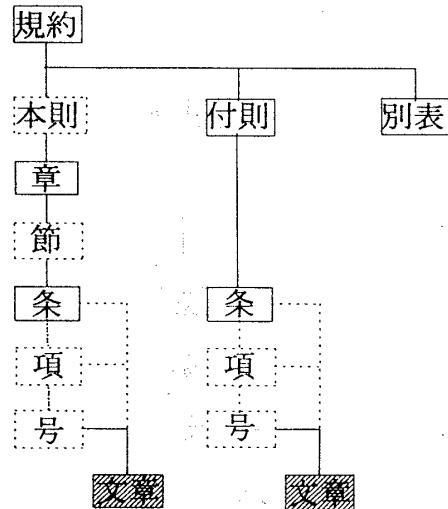 規約
本則 付則 別表
章
節
条 条
項 項
号 号
文章 文章